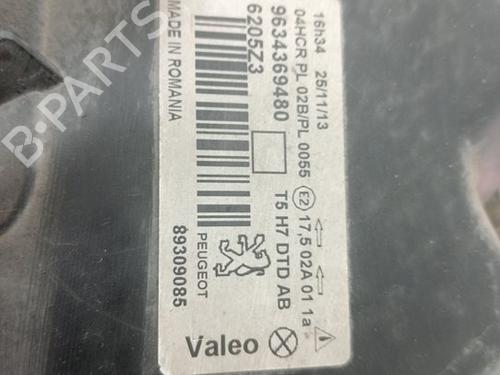 16h34 25/11/13
04HCR PL 02B/PL 0055 E2 17,5 02A 01 1a
9634369480 T5 H7 DTD AB
6205Z3
PEUGEOT
MADE IN ROMANIA 89309085
Valeo
B-PARTS